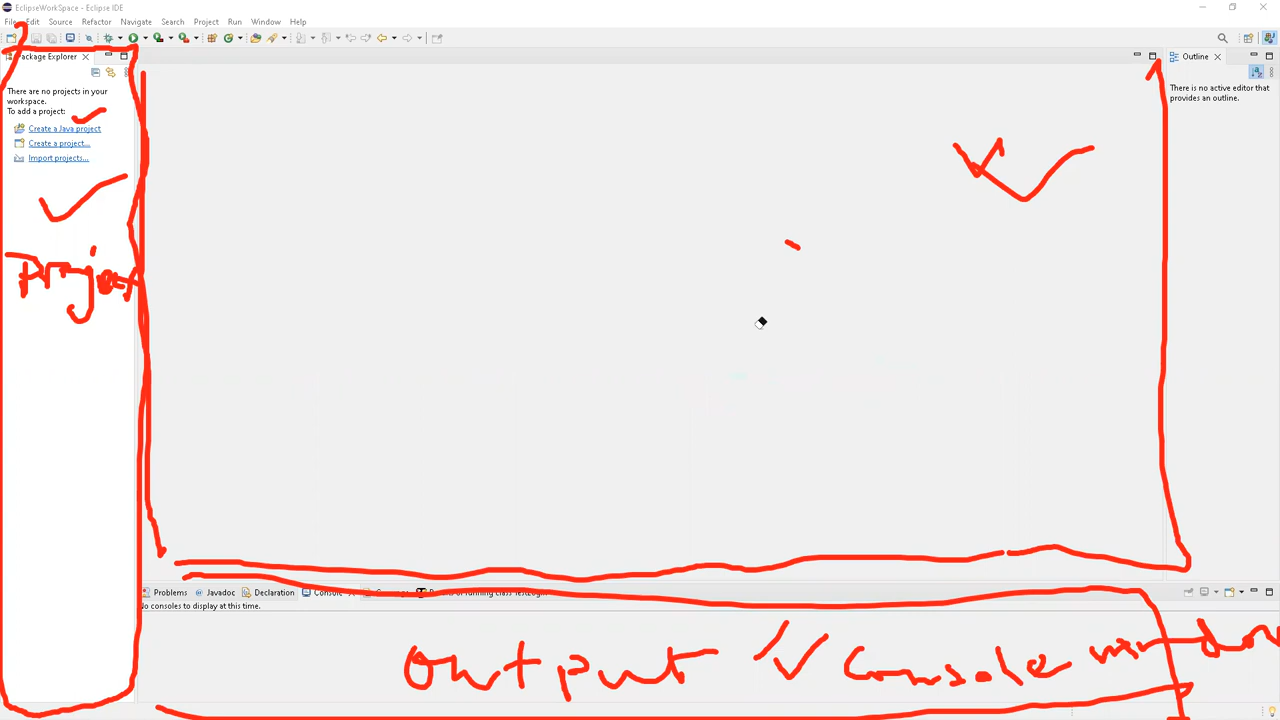 EclipseWorkSpace - Eclipse IDE
File Edit Source Refactor Navigate Search Project Run Window Help
Package Explorer
Outline
There are no projects in your
workspace.
To add a project:
Create a Java project
Create a project...
Import projects...
There is no active editor that
provides an outline.
Project
Problems Javadoc Declaration Console
No consoles to display at this time.
Output Console window